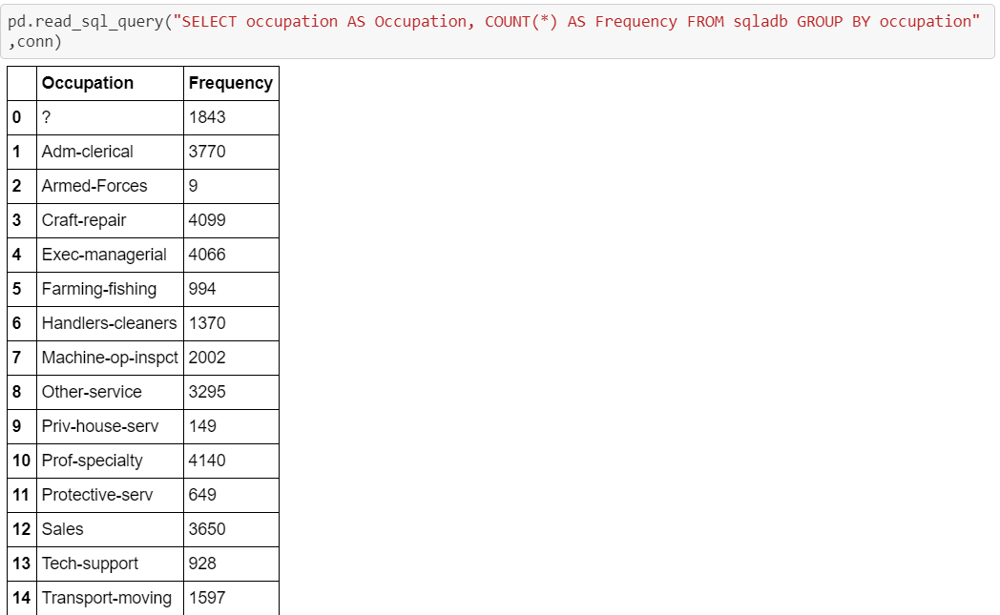 pd.read_sql_query("SELECT occupation AS Occupation, COUNT(*) AS Frequency FROM sqladb GROUP BY occupation"
,conn)
Occupation Frequency
0 ? 1843
1 Adm-clerical 3770
2 Armed-Forces 9
3 Craft-repair 4099
4 Exec-managerial 4066
5 Farming-fishing 994
6 Handlers-cleaners 1370
7 Machine-op-inspct 2002
8 Other-service 3295
9 Priv-house-serv 149
10 Prof-specialty 4140
11 Protective-serv 649
12 Sales 3650
13 Tech-support 928
14 Transport-moving 1597